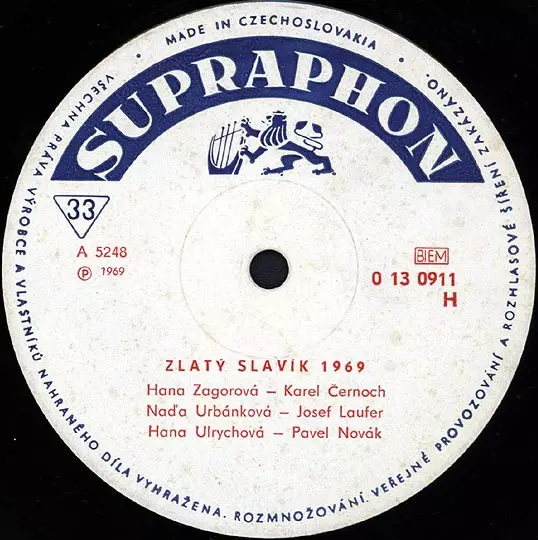 • MADE IN CZECHOSLOVAKIA •
SUPRAPHON
33
A 5248
Ⓟ 1969
BIEM
0 13 0911
H
ZLATÝ SLAVÍK 1969
Hana Zagorová – Karel Černoch
Naďa Urbánková – Josef Laufer
Hana Ulrychová – Pavel Novák
VŠECHNA PRÁVA VÝROBCE A VLASTNÍKŮ NAHRANÉHO DÍLA VYHRAŽENA. ROZMNOŽOVÁNÍ. VEŘEJNÉ PROVOZOVÁNÍ A ROZHLASOVÉ ŠÍŘENÍ ZAKÁZÁNO.